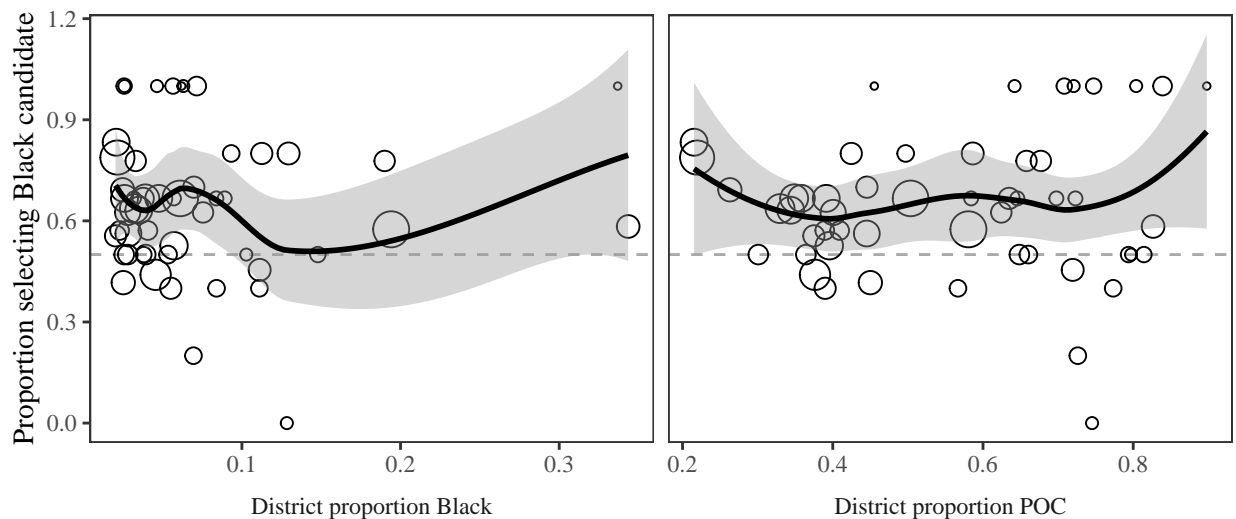 Proportion selecting Black candidate
1.2
0.9
0.6
0.3
0.0
0.1 0.2 0.3
0.2 0.4 0.6 0.8
District proportion Black
District proportion POC